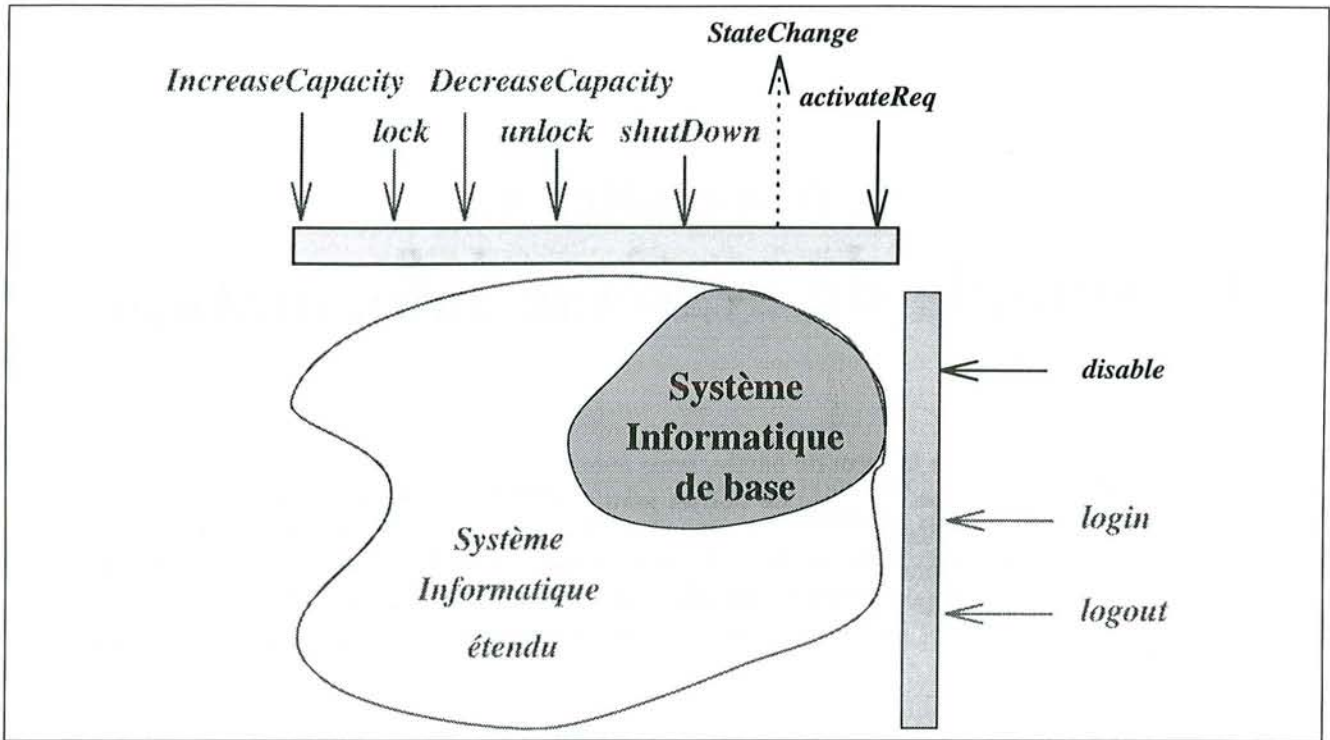 StateChange
IncreaseCapacity DecreaseCapacity activateReq
lock unlock shutDown
Système
Informatique
de base
disable
login
logout
Système
Informatique
étendu